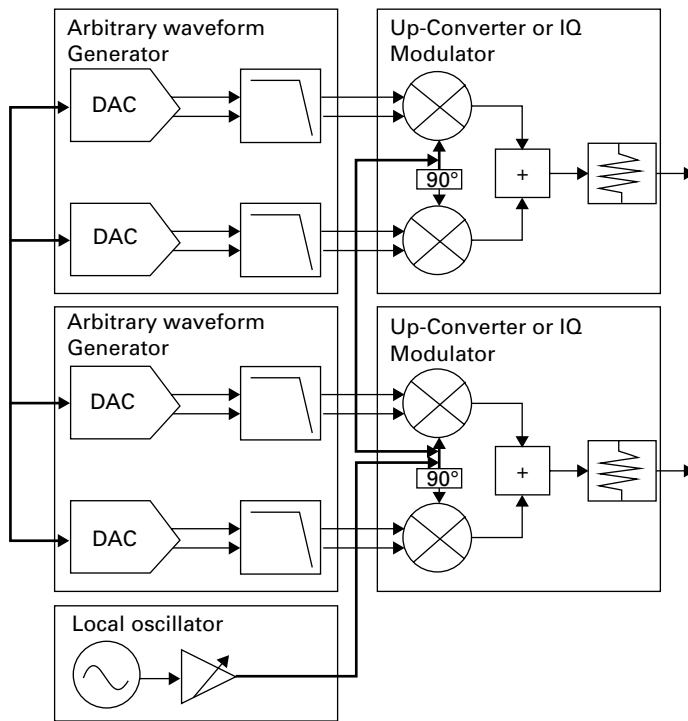 Arbitrary waveform
Generator
DAC
DAC
Up-Converter or IQ
Modulator
90°
+
Arbitrary waveform
Generator
DAC
DAC
Up-Converter or IQ
Modulator
90°
+
Local oscillator